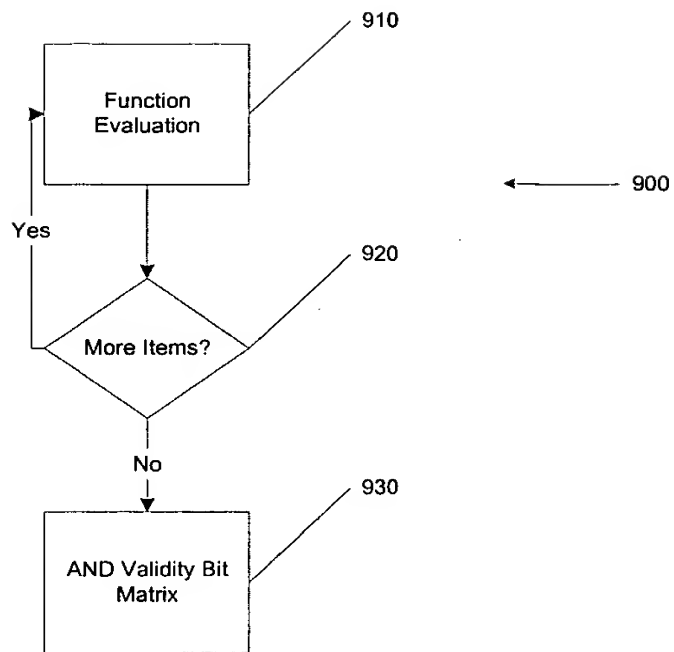 910
Function
Evaluation
900
Yes
920
More Items?
No
930
AND Validity Bit
Matrix